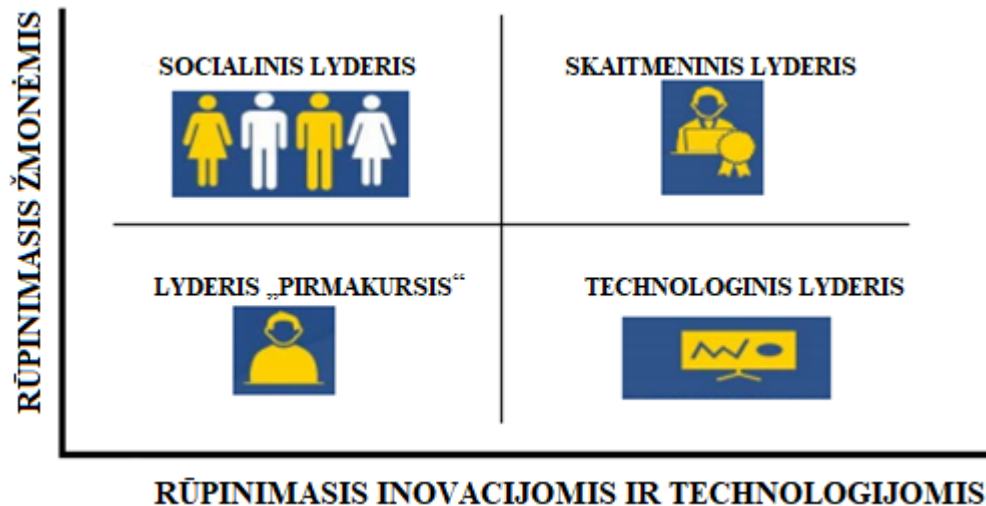 RŪPINIMASIS ŽMONĖMIS
SOCIALINIS LYDERIS
SKAITMENINIS LYDERIS
LYDERIS „PIRMAKURSIS“
TECHNOLOGINIS LYDERIS
RŪPINIMASIS INOVACIJOMIS IR TECHNOLOGIJOMIS